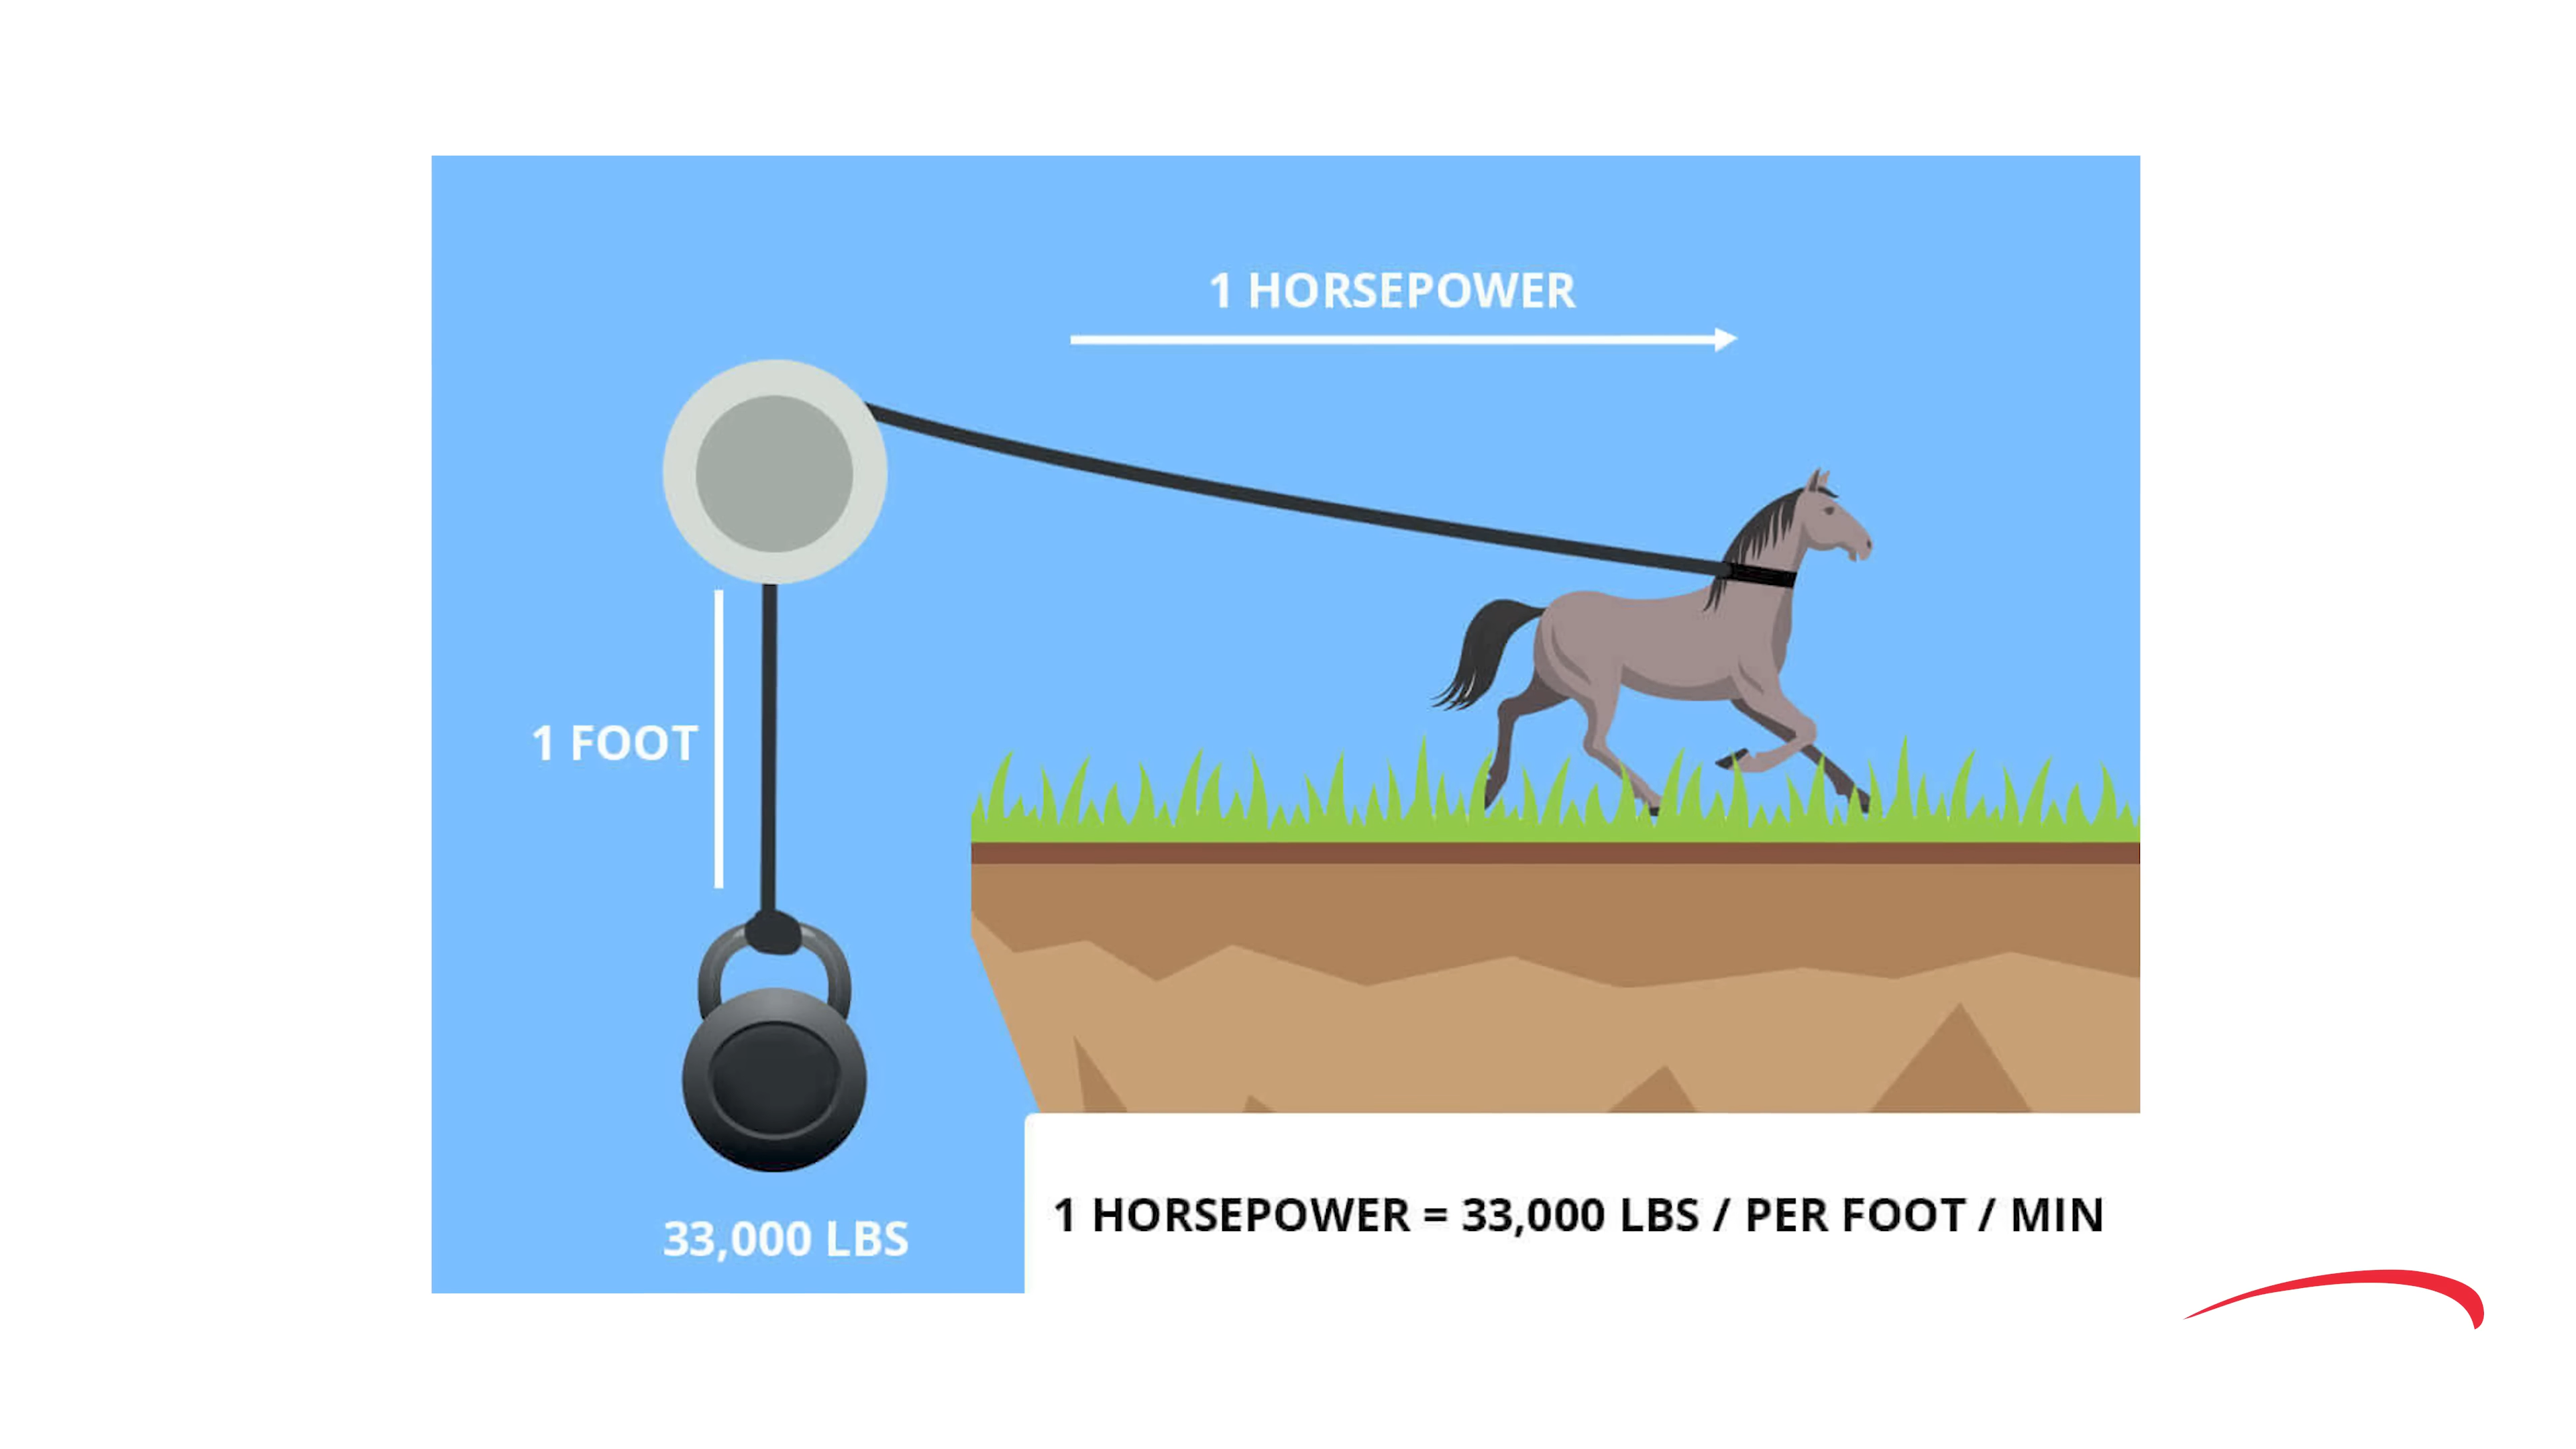 1 HORSEPOWER
1 FOOT
33,000 LBS
1 HORSEPOWER = 33,000 LBS / PER FOOT / MIN